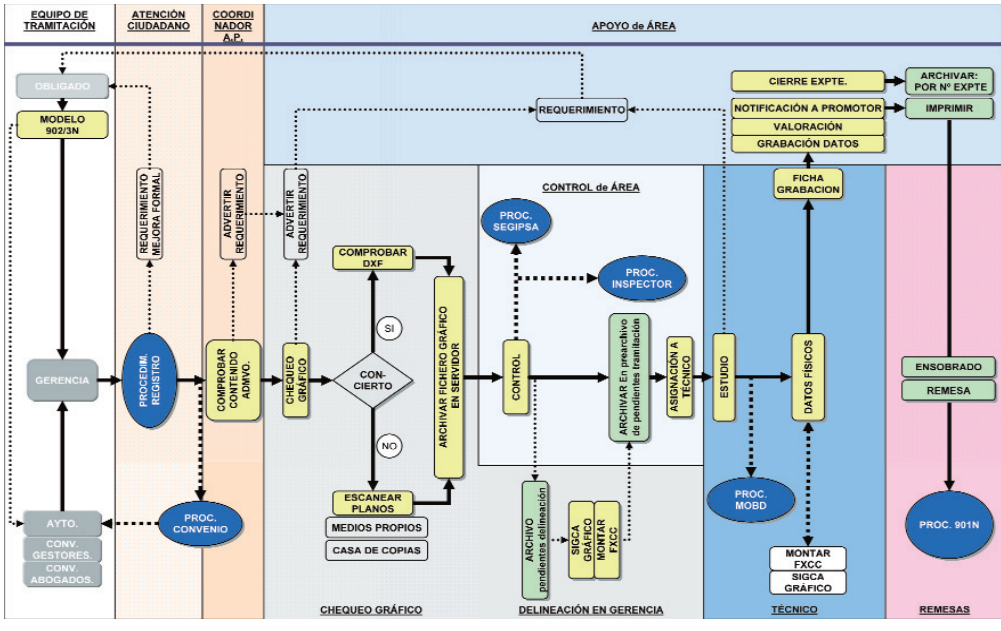 EQUIPO DE
TRAMITACIÓN
ATENCIÓN
CIUDADANO
COORDI
NADOR
A.P.
APOYO de ÁREA
OBLIGADO
MODELO
902/3N
GERENCIA
AYTO.
CONV.
GESTORES.
CONV.
ABOGADOS.
REQUERIMIENTO
MEJORA FORMAL
PROCEDIM.
REGISTRO
PROC.
CONVENIO
ADVERTIR
REQUERIMIENTO
COMPROBAR
CONTENIDO
ADMVO.
ADVERTIR
REQUERIMIENTO
CHEQUEO
GRÁFICO
COMPROBAR
DXF
SI
CON-
CIERTO
NO
ESCANEAR
PLANOS
MEDIOS PROPIOS
CASA DE COPIAS
ARCHIVAR FICHERO GRÁFICO
EN SERVIDOR
CHEQUEO GRÁFICO
REQUERIMIENTO
CONTROL de ÁREA
PROC.
SEGIPSA
PROC.
INSPECTOR
CONTROL
ARCHIVAR En prearchivo
de pendientes tramitación
ASIGNACIÓN A
TÉCNICO
ARCHIVO
pendientes delineación
SIGCA
GRÁFICO
MONTAR
FXCC
DELINEACIÓN EN GERENCIA
CIERRE EXPTE.
NOTIFICACIÓN A PROMOTOR
VALORACIÓN
GRABACIÓN DATOS
FICHA
GRABACION
ESTUDIO
DATOS FÍSICOS
PROC.
MOBD
MONTAR
FXCC
SIGCA
GRÁFICO
TÉCNICO
ARCHIVAR:
POR Nº EXPTE
IMPRIMIR
ENSOBRADO
REMESA
PROC. 901N
REMESAS